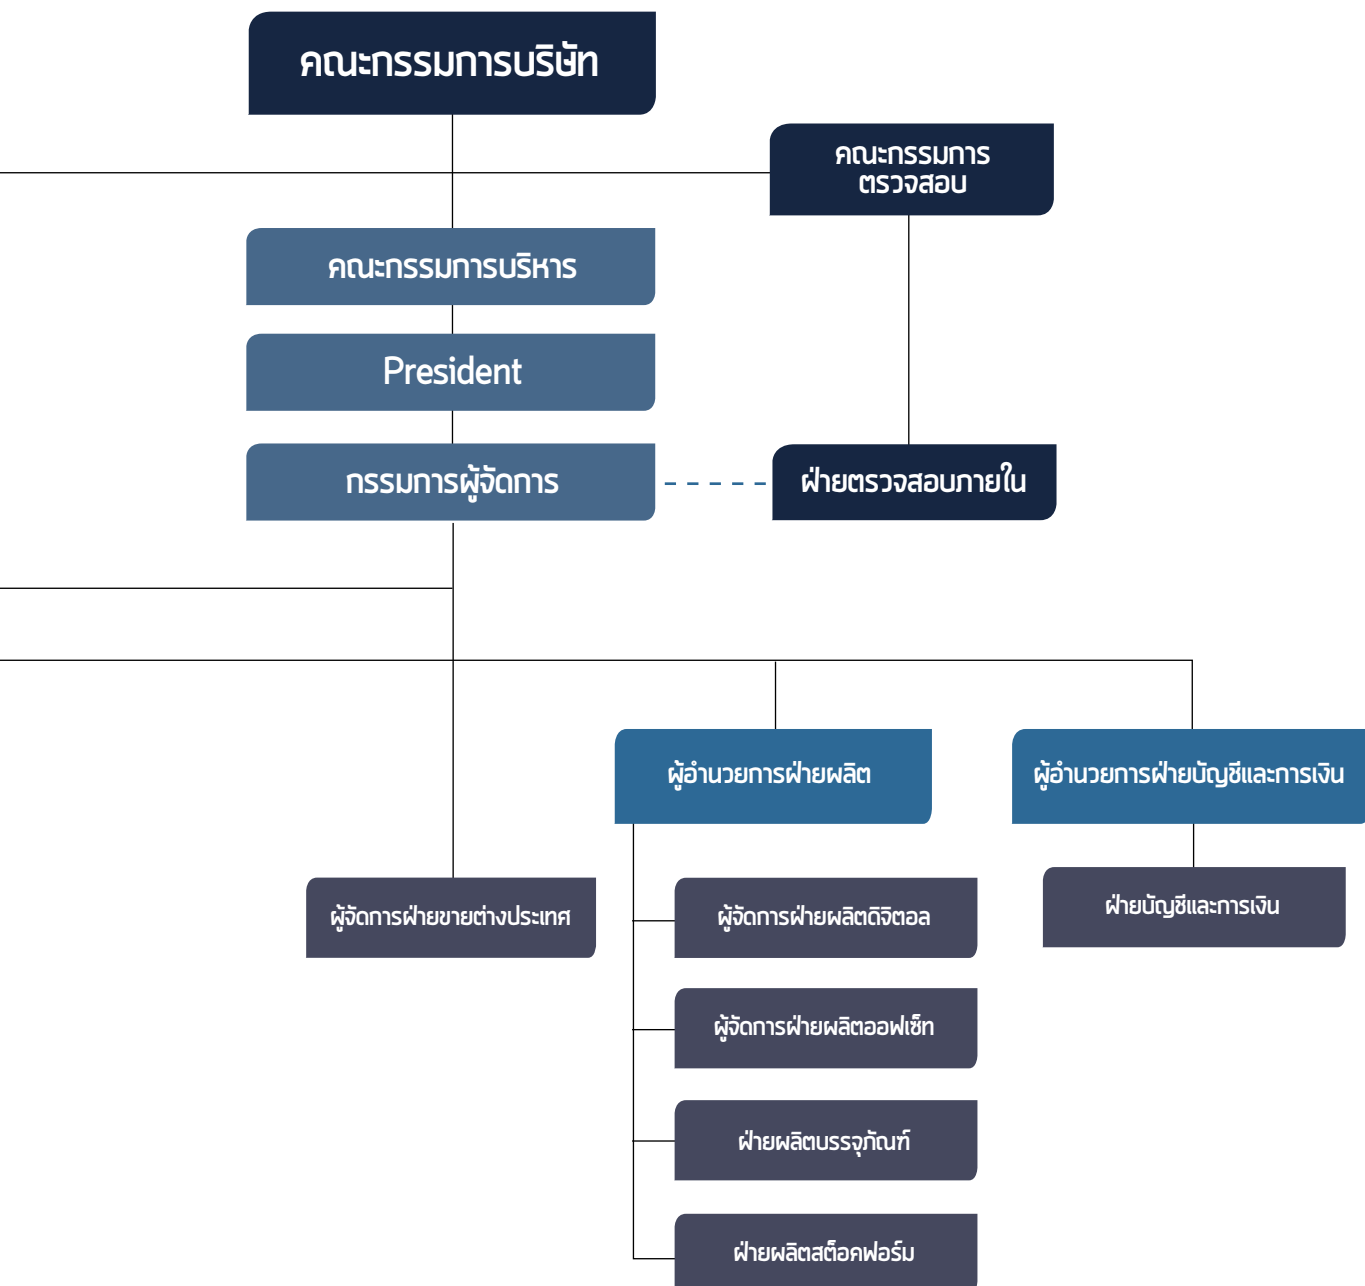 คณะกรรมการบริษัท
คณะกรรมการ
ตรวจสอบ
คณะกรรมการบริหาร
President
กรรมการผู้จัดการ
ฝ่ายตรวจสอบภายใน
ผู้อำนวยการฝ่ายผลิต
ผู้อำนวยการฝ่ายบัญชีและการเงิน
ผู้จัดการฝ่ายขายต่างประเทศ
ผู้จัดการฝ่ายผลิตดิจิตอล
ฝ่ายบัญชีและการเงิน
ผู้จัดการฝ่ายผลิตออฟเซ็ท
ฝ่ายผลิตบรรจุภัณฑ์
ฝ่ายผลิตสต็อคฟอร์ม